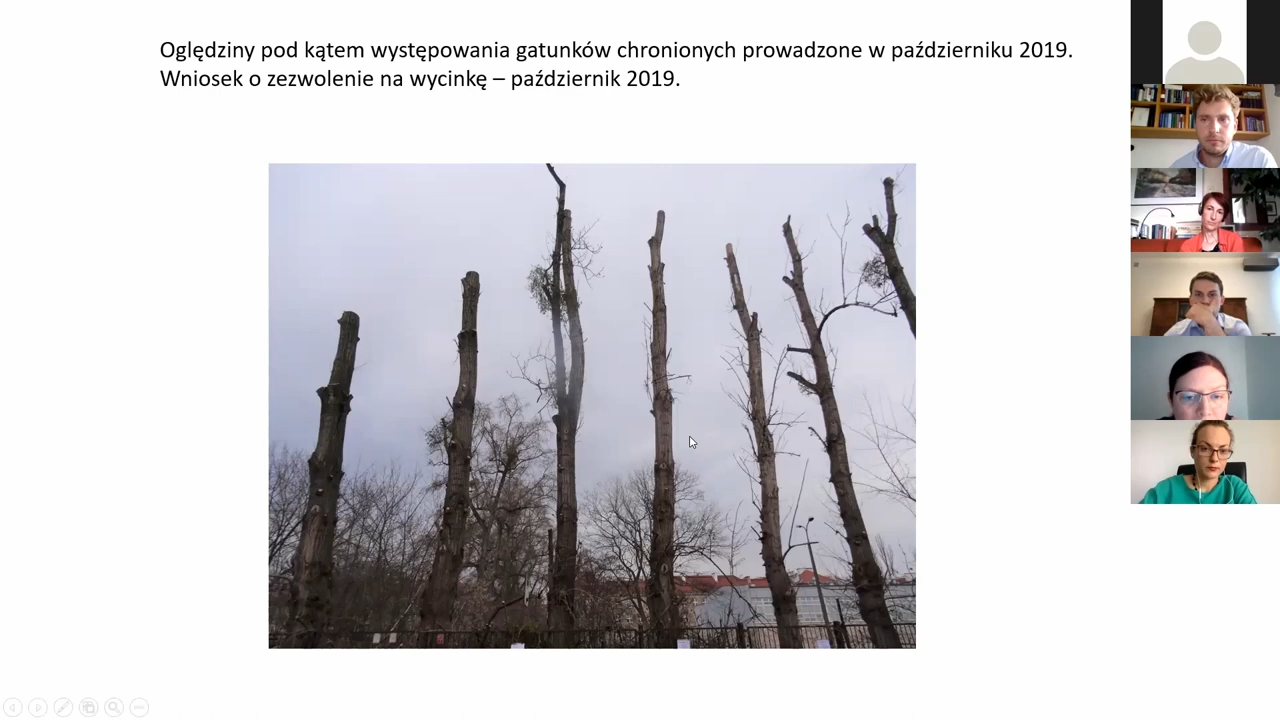 Oględziny pod kątem występowania gatunków chronionych prowadzone w październiku 2019.
Wniosek o zezwolenie na wycinkę – październik 2019.